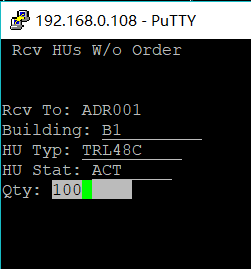 192.168.0.108 - PuTTY
Rcv HUs W/o Order
Rcv To: ADR001
Building: B1
HU Typ: TRL48C
HU Stat: ACT
Qty: 100